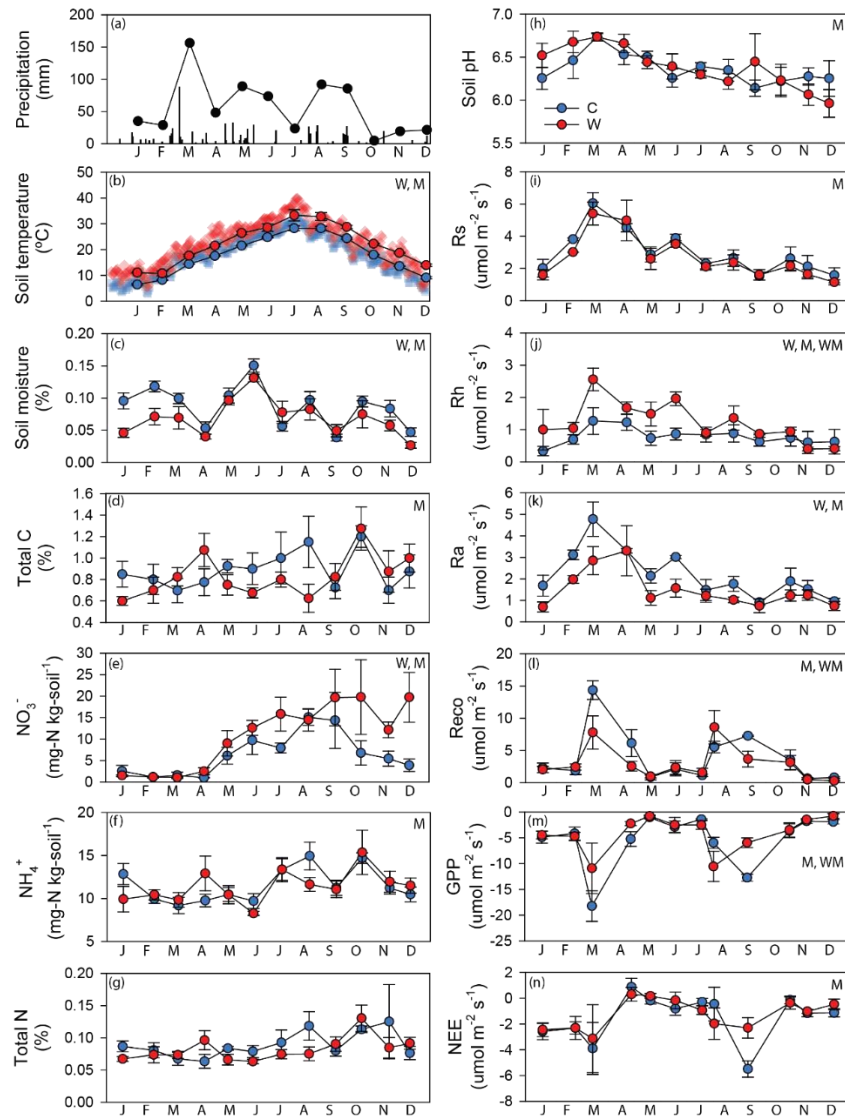 (a)
Precipitation
(mm)
200
150
100
50
0
J F M A M J J A S O N D
(b)
W, M
Soil temperature
(ºC)
50
40
30
20
10
0
J F M A M J J A S O N D
(c)
W, M
Soil moisture
(%)
0.20
0.15
0.10
0.05
0.00
J F M A M J J A S O N D
(d)
M
Total C
(%)
1.6
1.4
1.2
1.0
0.8
0.6
0.4
J F M A M J J A S O N D
(e)
W, M
NO₃⁻
(mg-N kg-soil⁻¹)
30
25
20
15
10
5
0
J F M A M J J A S O N D
(f)
M
NH₄⁺
(mg-N kg-soil⁻¹)
20
15
10
5
J F M A M J J A S O N D
(g)
Total N
(%)
0.20
0.15
0.10
0.05
0.00
J F M A M J J A S O N D
(h)
M
Soil pH
7.0
6.5
6.0
5.5
C
W
J F M A M J J A S O N D
(i)
M
Rs
(umol m⁻² s⁻¹)
8
6
4
2
0
J F M A M J J A S O N D
(j)
W, M, WM
Rh
(umol m⁻² s⁻¹)
4
3
2
1
0
J F M A M J J A S O N D
(k)
W, M
Ra
(umol m⁻² s⁻¹)
6
5
4
3
2
1
0
J F M A M J J A S O N D
(l)
M, WM
Reco
(umol m⁻² s⁻¹)
20
15
10
5
0
J F M A M J J A S O N D
(m)
M, WM
GPP
(umol m⁻² s⁻¹)
0
-5
-10
-15
-20
-25
J F M A M J J A S O N D
(n)
M
NEE
(umol m⁻² s⁻¹)
2
0
-2
-4
-6
-8
J F M A M J J A S O N D